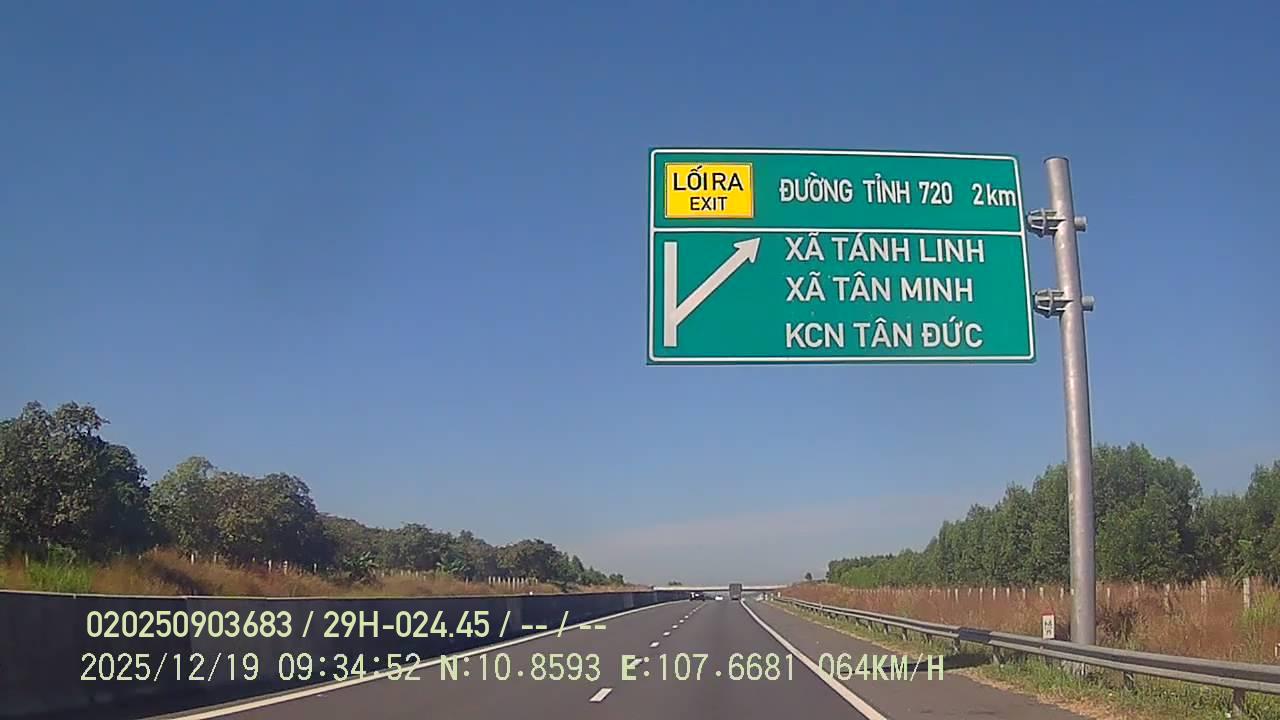 LỐI RA
EXIT
ĐƯỜNG TỈNH 720 2km
XÃ TÁNH LINH
XÃ TÂN MINH
KCN TÂN ĐỨC
020250903683 / 29H-024.45 / -- / --
2025/12/19 09:34:52 N:10.8593 E:107.6681 064KM/H